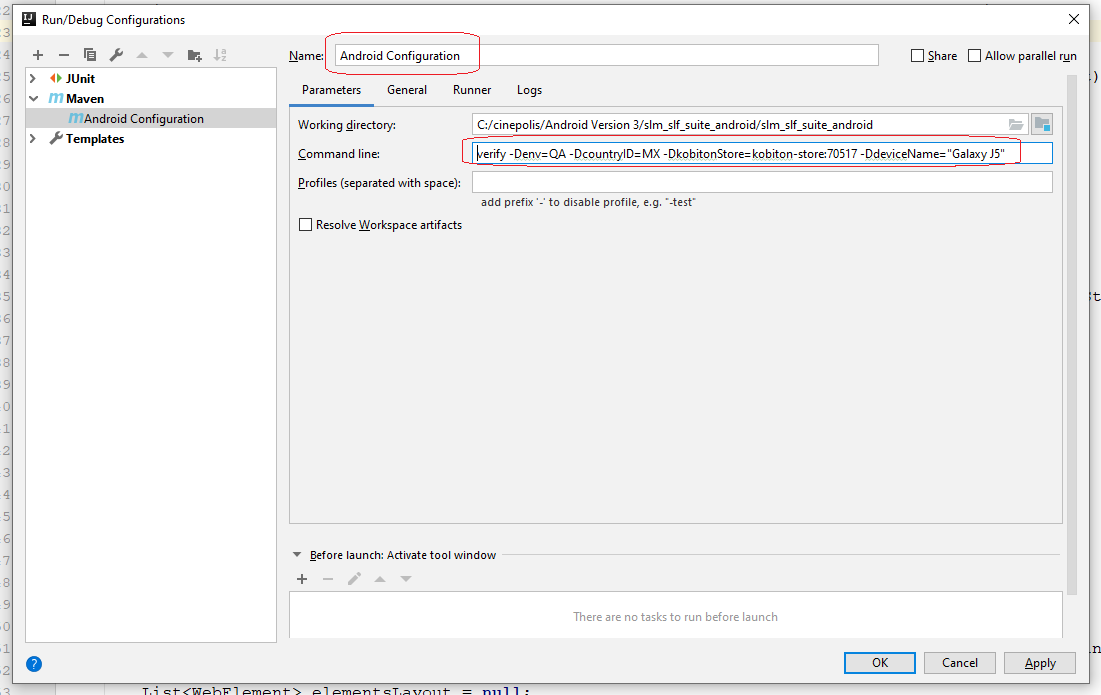 Run/Debug Configurations
Name: Android Configuration
Share
Allow parallel run
JUnit
Maven
Android Configuration
Templates
Parameters General Runner Logs
Working directory: C:/cinepolis/Android Version 3/slm_slf_suite_android/slm_slf_suite_android
Command line: verify -Denv=QA -DcountryID=MX -DkobitonStore=kobiton-store:70517 -DdeviceName="Galaxy J5"
Profiles (separated with space):
add prefix '-' to disable profile, e.g. "-test"
Resolve Workspace artifacts
Before launch: Activate tool window
There are no tasks to run before launch
? OK Cancel Apply
List<WebElement> elementsLayout = null;